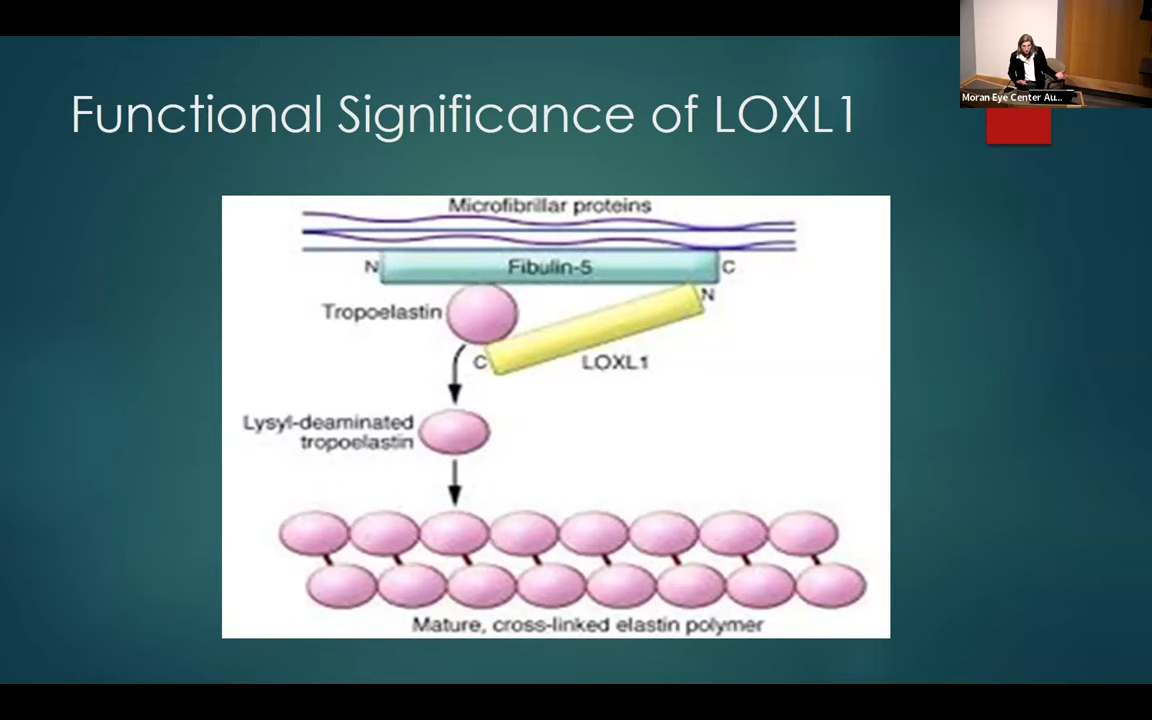 Moran Eye Center Au...
Functional Significance of LOXL1
Microfibrillar proteins
N
Fibulin-5
C
Tropoelastin
N
C
LOXL1
Lysyl-deaminated
tropoelastin
Mature, cross-linked elastin polymer